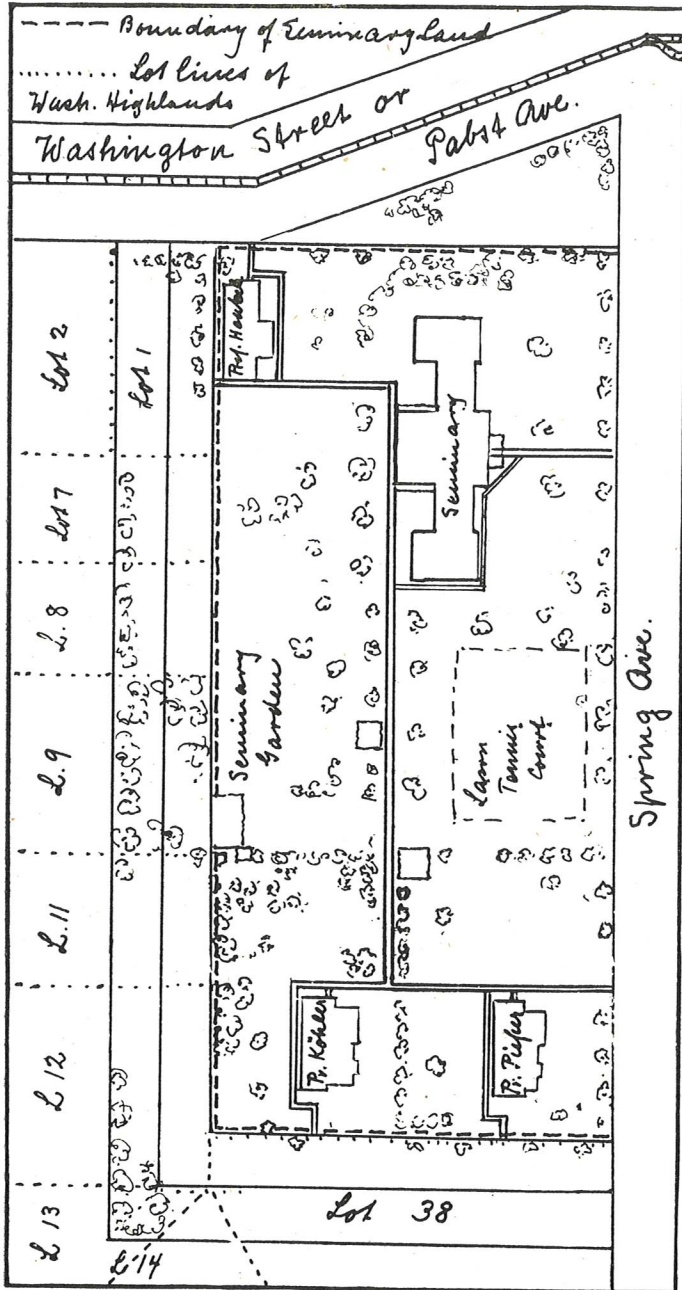 Boundary of Seminary Land
Lot lines of
Wash. Highlands
Washington Street or
Pabst Ave.
Lot 2
Lot 1
Lot 7
L. 8
L. 9
L. 11
L 12
L 13
L 14
Prof.
Seminary
Seminary
Garden
Lawn
Tennis
Court
Spring Ave.
Pr. Köhler
Pr. Pieper
Lot 38